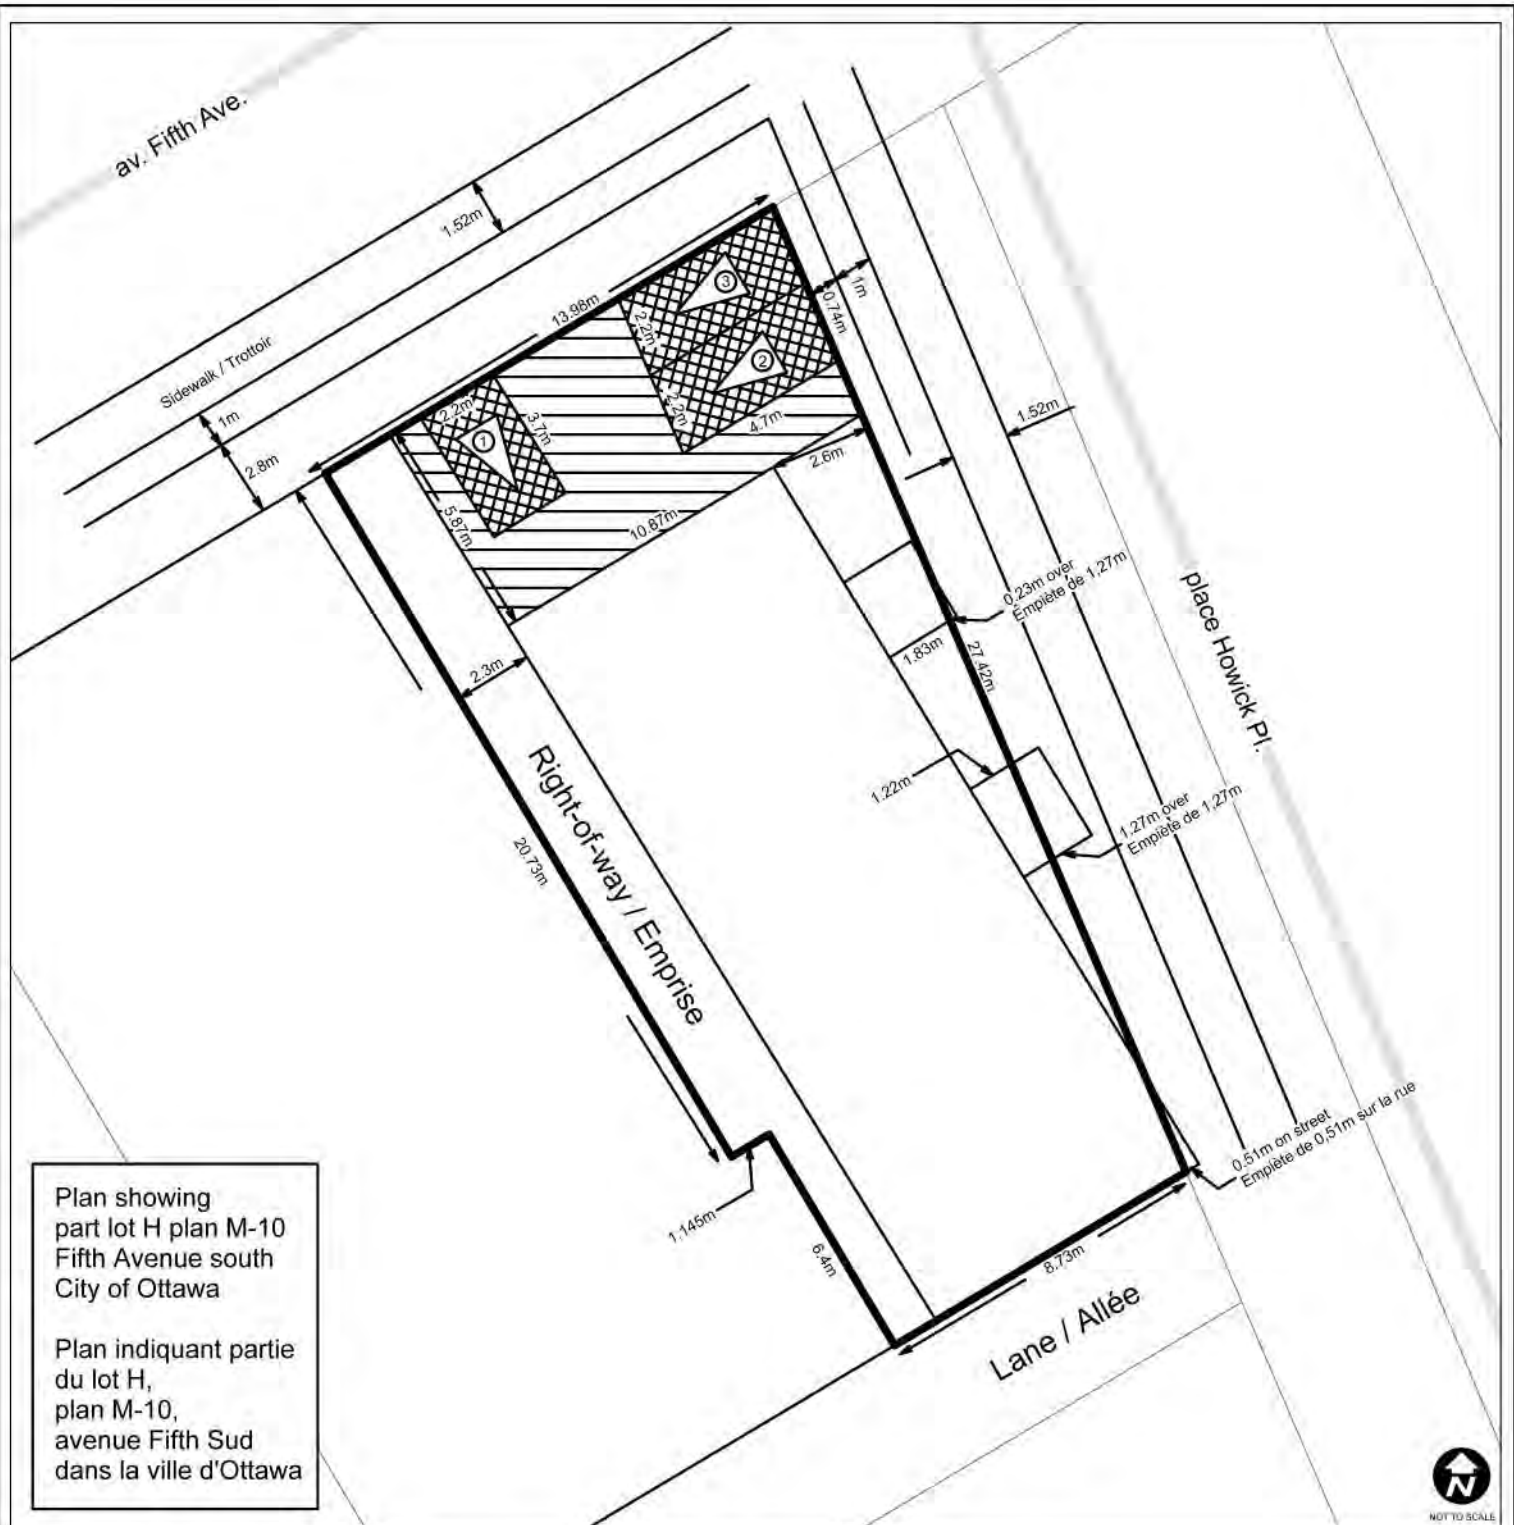 av. Fifth Ave.
1.52m
Sidewalk / Trottoir
1m
2.8m
13.98m
3
2.2m
2
2.2m
4.7m
0.74m
1m
2.2m
1
3.7m
5.87m
10.87m
2.6m
1.52m
0.23m over
Empiète de 1,27m
1.83m
27.42m
place Howick Pl.
2.3m
Right-of-way / Emprise
20.73m
1.22m
1.27m over
Empiète de 1,27m
0.51m on street
Empiète de 0,51m sur la rue
1.145m
6.4m
8.73m
Lane / Allée
Plan showing
part lot H plan M-10
Fifth Avenue south
City of Ottawa
Plan indiquant partie
du lot H,
plan M-10,
avenue Fifth Sud
dans la ville d'Ottawa
N
NOT TO SCALE